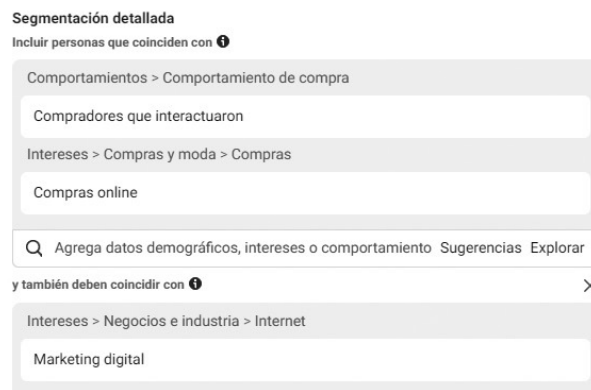 Segmentación detallada
Incluir personas que coinciden con
Comportamientos > Comportamiento de compra
Compradores que interactuaron
Intereses > Compras y moda > Compras
Compras online
Agrega datos demográficos, intereses o comportamiento Sugerencias Explorar
y también deben coincidir con
Intereses > Negocios e industria > Internet
Marketing digital